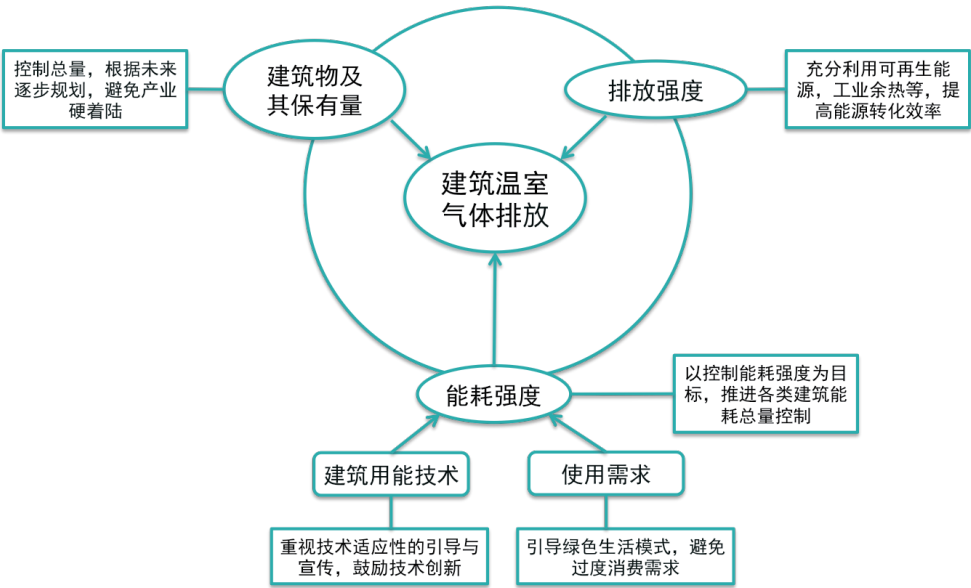 控制总量，根据未来
逐步规划，避免产业
硬着陆
建筑物及
其保有量
排放强度
充分利用可再生能
源，工业余热等，提
高能源转化效率
建筑温室
气体排放
能耗强度
以控制能耗强度为目
标，推进各类建筑能
耗总量控制
建筑用能技术
使用需求
重视技术适应性的引导与
宣传，鼓励技术创新
引导绿色生活模式，避免
过度消费需求